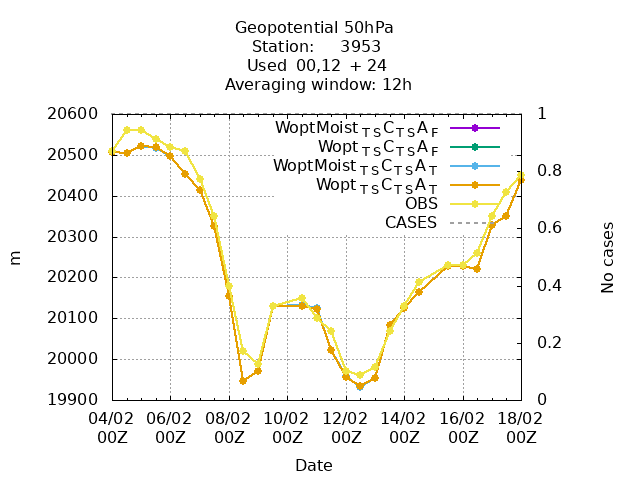 Geopotential 50hPa
Station: 3953
Used 00,12 + 24
Averaging window: 12h
20600
20500
20400
20300
20200
20100
20000
19900
m
WoptMoist TS C TS A F
Wopt TS C TS A F
WoptMoist TS C TS A T
Wopt TS C TS A T
OBS
CASES
1
0.8
0.6
0.4
0.2
0
No cases
04/02 06/02 08/02 10/02 12/02 14/02 16/02 18/02
00Z 00Z 00Z 00Z 00Z 00Z 00Z 00Z
Date